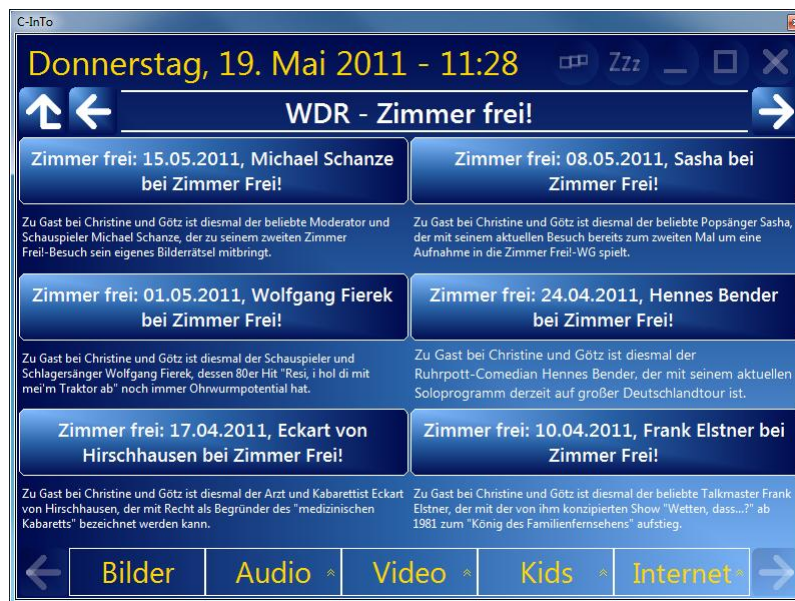 C-InTo
Donnerstag, 19. Mai 2011 - 11:28
Zzz
WDR - Zimmer frei!
Zimmer frei: 15.05.2011, Michael Schanze
bei Zimmer Frei!
Zu Gast bei Christine und Götz ist diesmal der beliebte Moderator und
Schauspieler Michael Schanze, der zu seinem zweiten Zimmer
Frei!-Besuch sein eigenes Bilderrätsel mitbringt.
Zimmer frei: 08.05.2011, Sasha bei
Zimmer Frei!
Zu Gast bei Christine und Götz ist diesmal der beliebte Popsänger Sasha,
der mit seinem aktuellen Besuch bereits zum zweiten Mal um eine
Aufnahme in die Zimmer Frei!-WG spielt.
Zimmer frei: 01.05.2011, Wolfgang Fierek
bei Zimmer Frei!
Zu Gast bei Christine und Götz ist diesmal der Schauspieler und
Schlagersänger Wolfgang Fierek, dessen 80er Hit "Resi, i hol di mit
mei'm Traktor ab" noch immer Ohrwurmpotential hat.
Zimmer frei: 24.04.2011, Hennes Bender
bei Zimmer Frei!
Zu Gast bei Christine und Götz ist diesmal der
Ruhrpott-Comedian Hennes Bender, der mit seinem aktuellen
Soloprogramm derzeit auf großer Deutschlandtour ist.
Zimmer frei: 17.04.2011, Eckart von
Hirschhausen bei Zimmer Frei!
Zu Gast bei Christine und Götz ist diesmal der Arzt und Kabarettist Eckart
von Hirschhausen, der mit Recht als Begründer des "medizinischen
Kabaretts" bezeichnet werden kann.
Zimmer frei: 10.04.2011, Frank Elstner bei
Zimmer Frei!
Zu Gast bei Christine und Götz ist diesmal der beliebte Talkmaster Frank
Elstner, der mit der von ihm konzipierten Show "Wetten, dass...?" ab
1981 zum "König des Familienfernsehens" aufstieg.
Bilder Audio Video Kids Internet